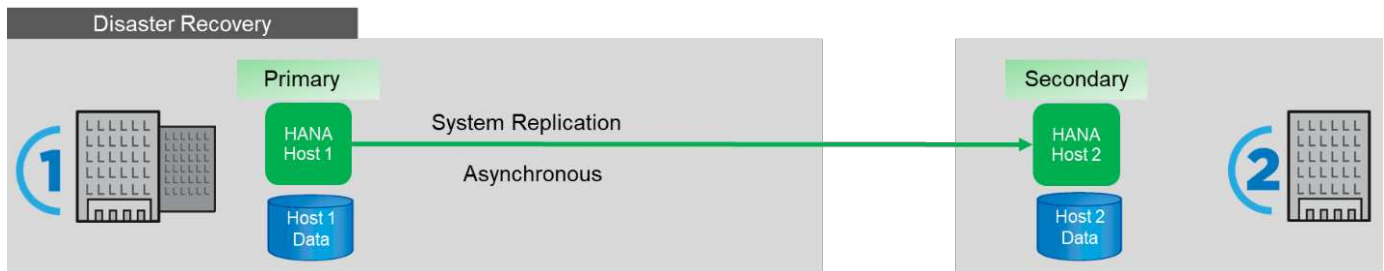 Disaster Recovery
Primary
Secondary
1
HANA
Host 1
System Replication
Asynchronous
HANA
Host 2
2
Host 1
Data
Host 2
Data